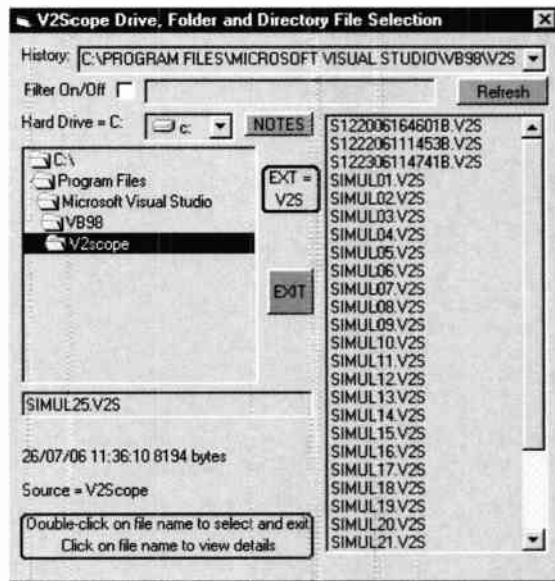 V2Scope Drive, Folder and Directory File Selection
History: C:\PROGRAM FILES\MICROSOFT VISUAL STUDIO\VB98\V2S
Filter On/Off
Refresh
Hard Drive = C:
c:
NOTES
C:\
Program Files
Microsoft Visual Studio
VB98
V2scope
EXT =
V2S
EXIT
S122006164601B.V2S
S122206111453B.V2S
S122306114741B.V2S
SIMUL01.V2S
SIMUL02.V2S
SIMUL03.V2S
SIMUL04.V2S
SIMUL05.V2S
SIMUL06.V2S
SIMUL07.V2S
SIMUL08.V2S
SIMUL09.V2S
SIMUL10.V2S
SIMUL11.V2S
SIMUL12.V2S
SIMUL13.V2S
SIMUL14.V2S
SIMUL15.V2S
SIMUL16.V2S
SIMUL17.V2S
SIMUL18.V2S
SIMUL19.V2S
SIMUL20.V2S
SIMUL21.V2S
SIMUL25.V2S
26/07/06 11:36:10 8194 bytes
Source = V2Scope
Double-click on file name to select and exit
Click on file name to view details